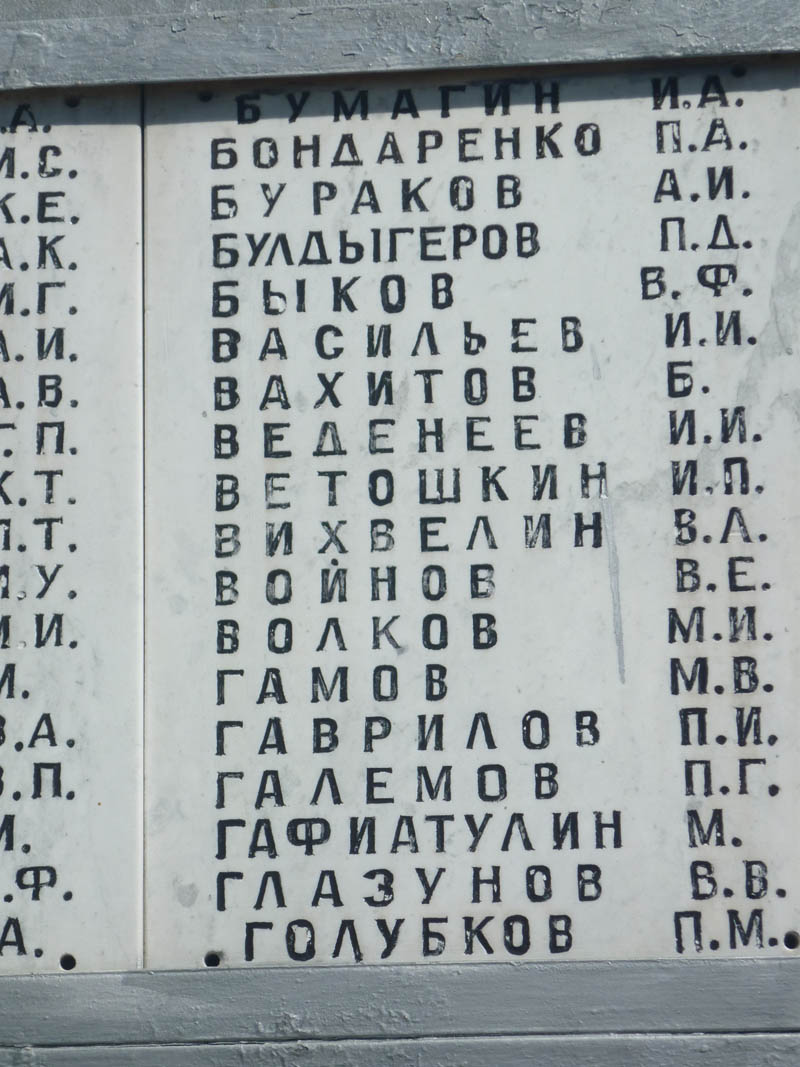 .А.
И.С.
К.Е.
А.К.
И.Г.
А.И.
А.В.
Г.П.
К.Т.
П.Т.
И.У.
И.И.
И.
В.А.
В.П.
И.
.Ф.
А.
БУМАГИН И.А.
БОНДАРЕНКО П.А.
БУРАКОВ А.И.
БУЛДЫГЕРОВ П.Д.
БЫКОВ В.Ф.
ВАСИЛЬЕВ И.И.
ВАХИТОВ Б.
ВЕДЕНЕЕВ И.И.
ВЕТОШКИН И.П.
ВИХВЕЛИН В.А.
ВОЙНОВ В.Е.
ВОЛКОВ М.И.
ГАМОВ М.В.
ГАВРИЛОВ П.И.
ГАЛЕМОВ П.Г.
ГАФИАТУЛИН М.
ГЛАЗУНОВ В.В.
ГОЛУБКОВ П.М.